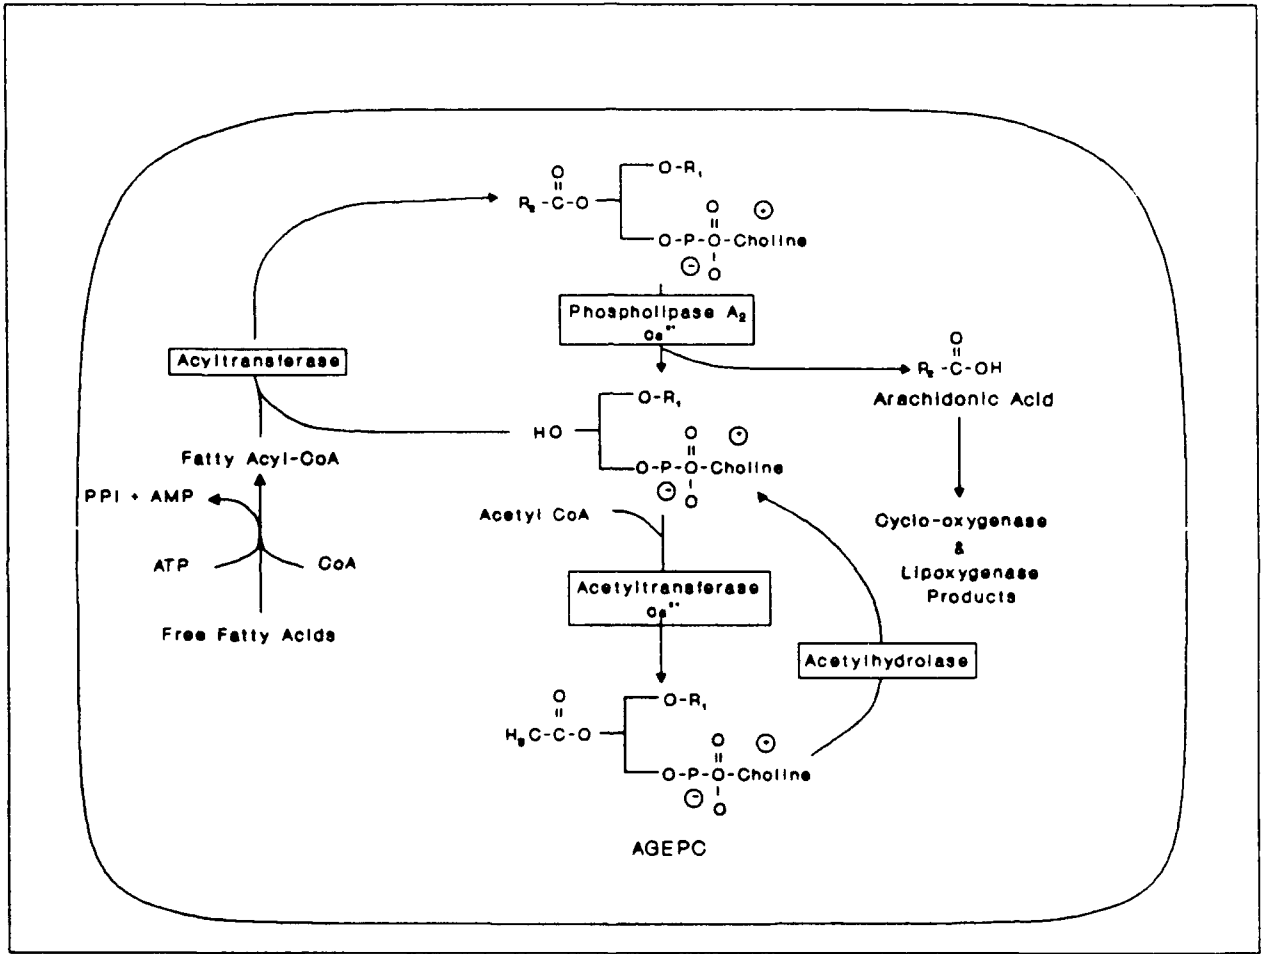 O
O-R₁
R₂-C-O
O
O-P-O-Choline
O
Phospholipase A₂
Ca⁺⁺
Acyltransferase
O
R₂-C-OH
Arachidonic Acid
O-R₁
HO
O
O-P-O-Choline
O
Fatty Acyl-CoA
PPI + AMP
Acetyl CoA
Cyclo-oxygenase
&
Lipoxygenase
Products
ATP
CoA
Acetyltransferase
Ca⁺⁺
Free Fatty Acids
Acetylhydrolase
O
O-R₁
H₃C-C-O
O
O-P-O-Choline
O
AGEPC